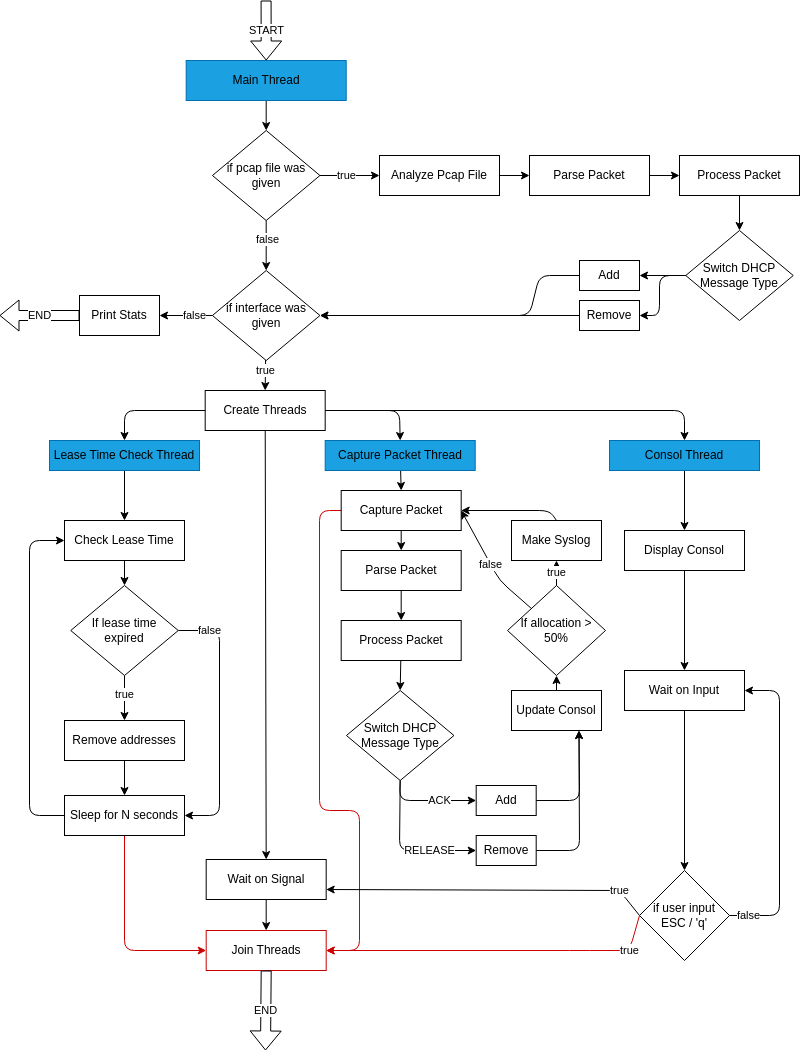 START
Main Thread
if pcap file was
given
true
Analyze Pcap File
Parse Packet
Process Packet
false
Switch DHCP
Message Type
Add
Remove
if interface was
given
false
Print Stats
END
true
Create Threads
Lease Time Check Thread
Capture Packet Thread
Consol Thread
Check Lease Time
If lease time
expired
false
true
Remove addresses
Sleep for N seconds
Capture Packet
Parse Packet
Process Packet
Switch DHCP
Message Type
ACK
Add
RELEASE
Remove
Update Consol
If allocation >
50%
false
true
Make Syslog
Display Consol
Wait on Input
if user input
ESC / 'q'
false
true
true
Wait on Signal
Join Threads
END